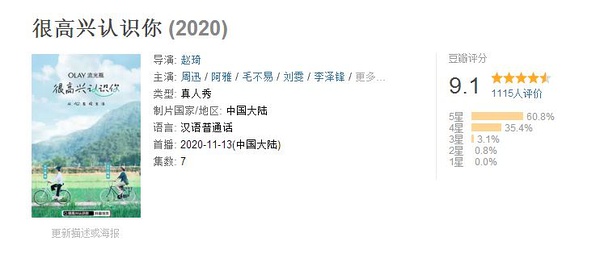 很高兴认识你 (2020)
OLAY 流光瓶
很高兴认识你
导演: 赵琦
主演: 周迅 / 阿雅 / 毛不易 / 刘雯 / 李泽锋 / 更多...
类型: 真人秀
制片国家/地区: 中国大陆
语言: 汉语普通话
首播: 2020-11-13(中国大陆)
集数: 7
更新描述或海报
豆瓣评分
9.1
1115人评价
5星 60.8%
4星 35.4%
3星 3.1%
2星 0.8%
1星 0.0%